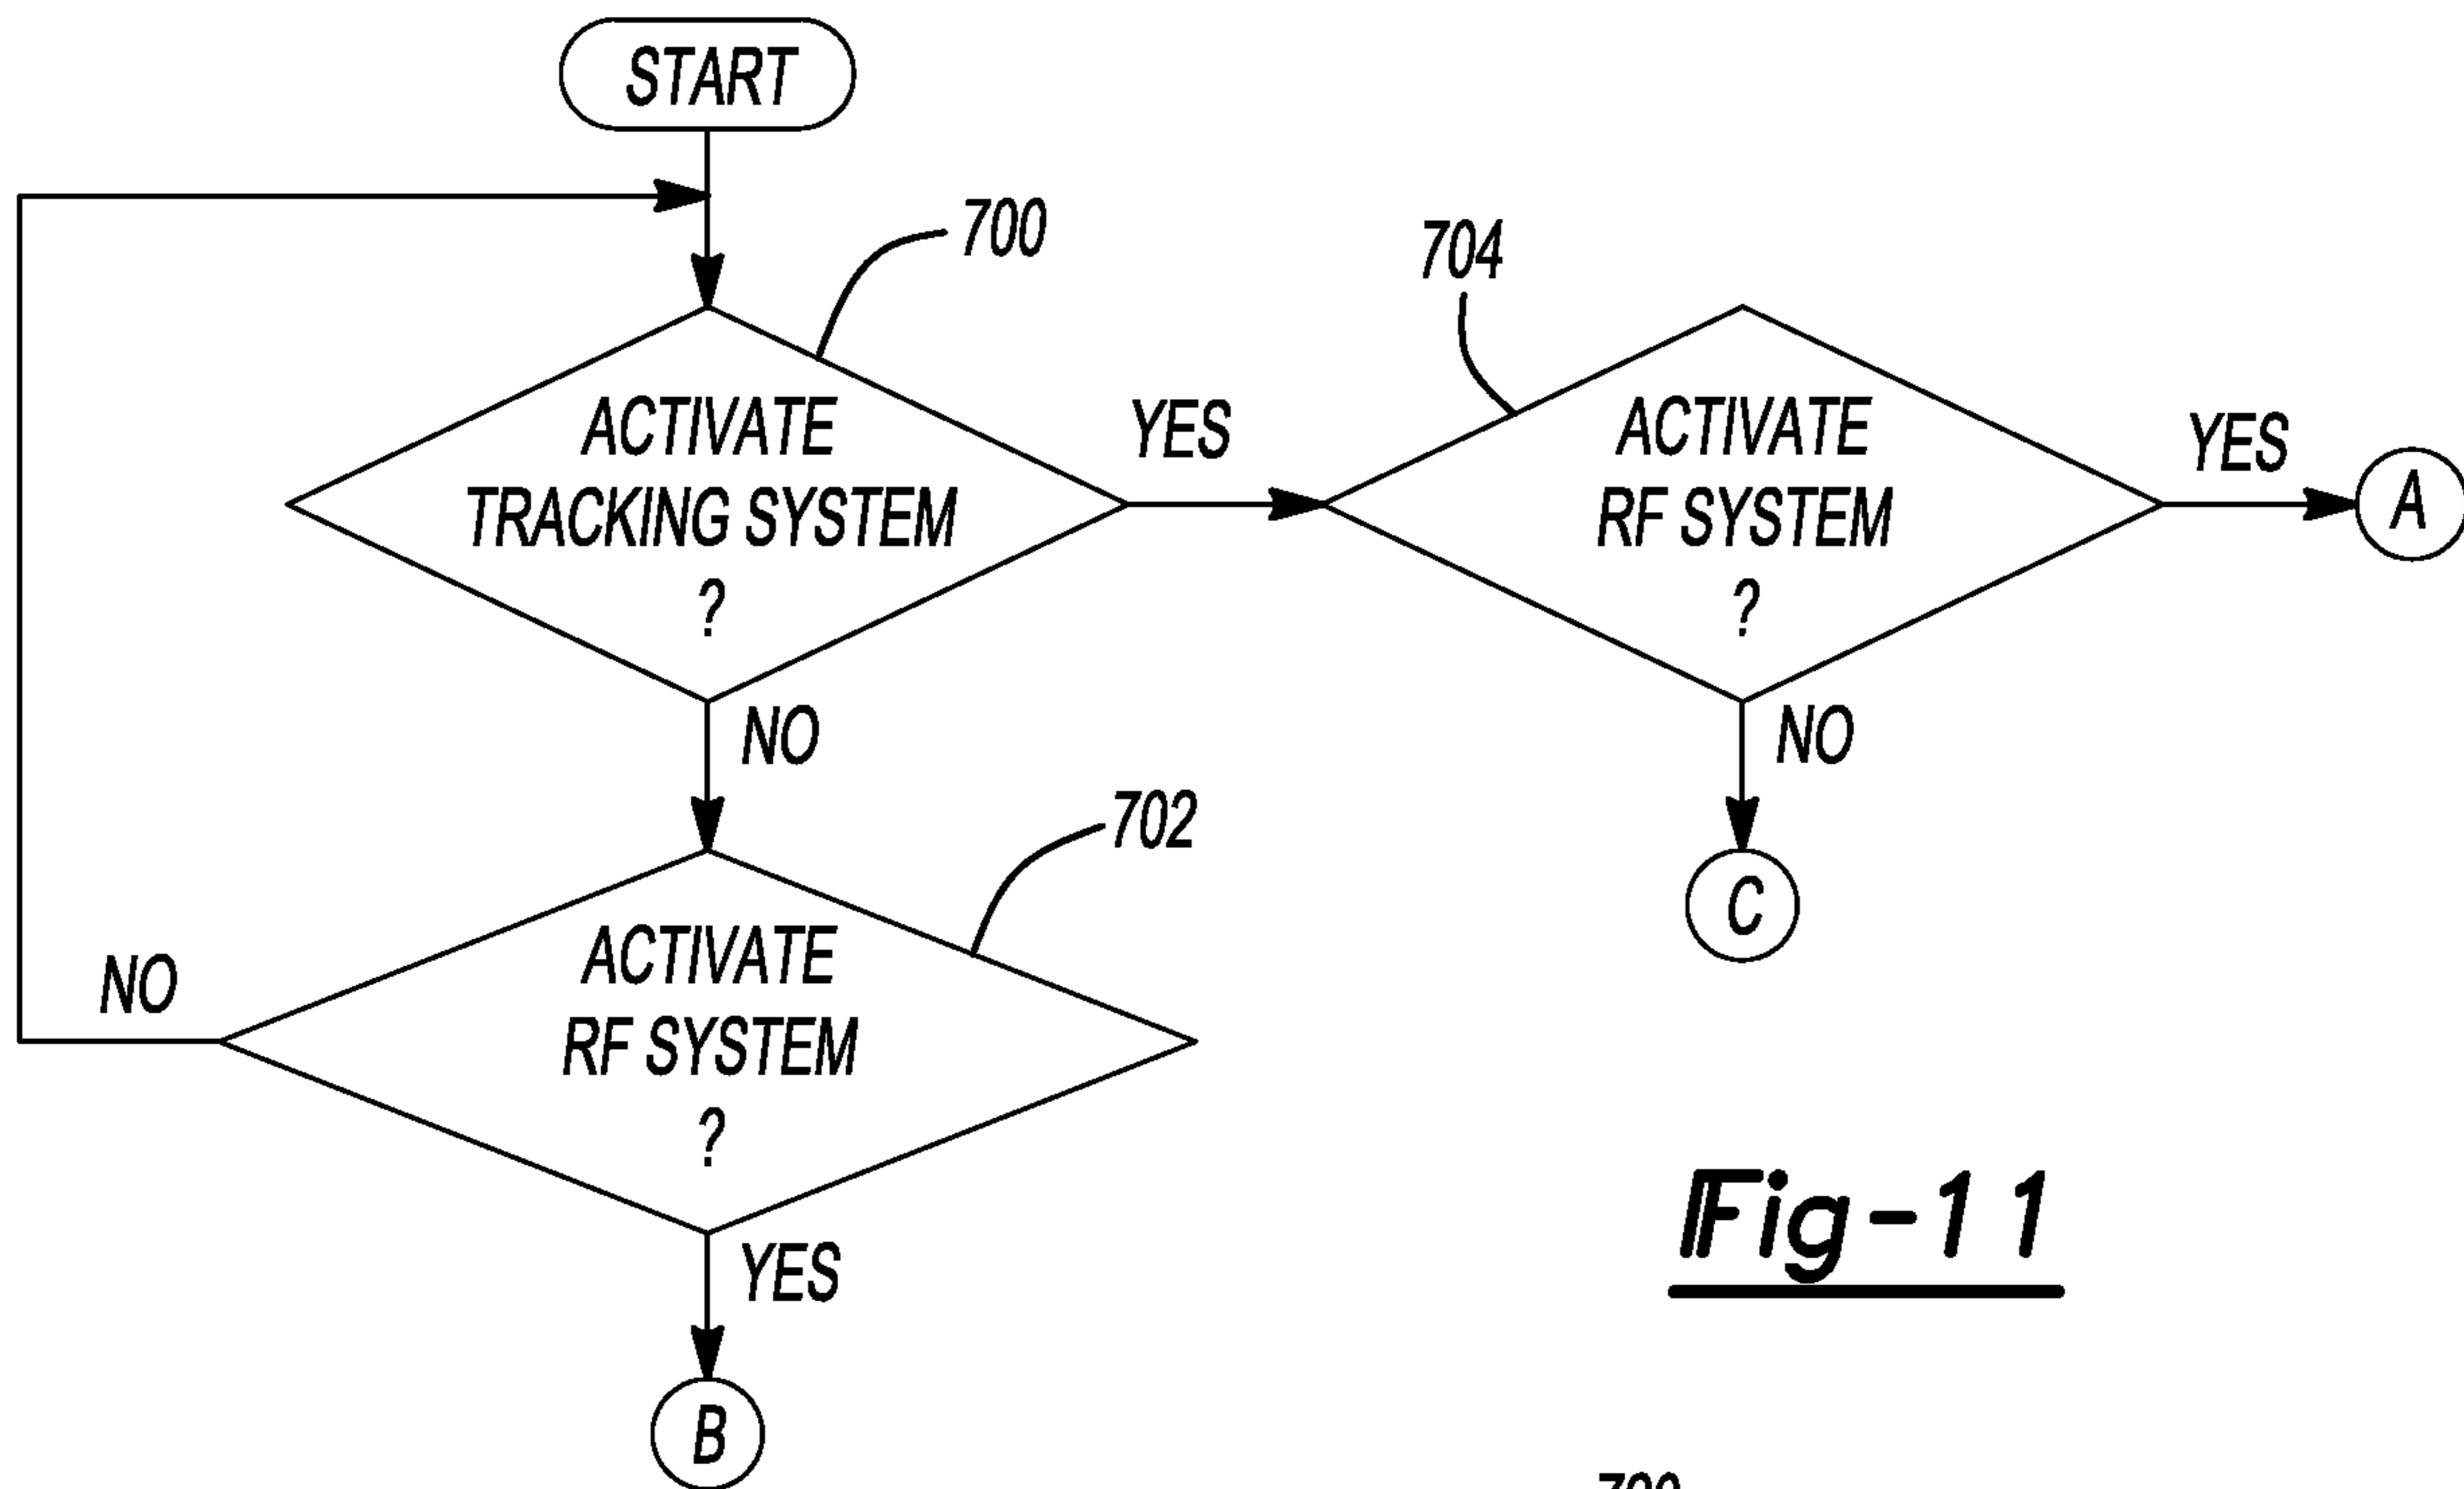 START
700
704
ACTIVATE
TRACKING SYSTEM
?
YES
ACTIVATE
RF SYSTEM
?
YES
A
NO
NO
C
702
ACTIVATE
RF SYSTEM
?
NO
YES
B
Fig-11